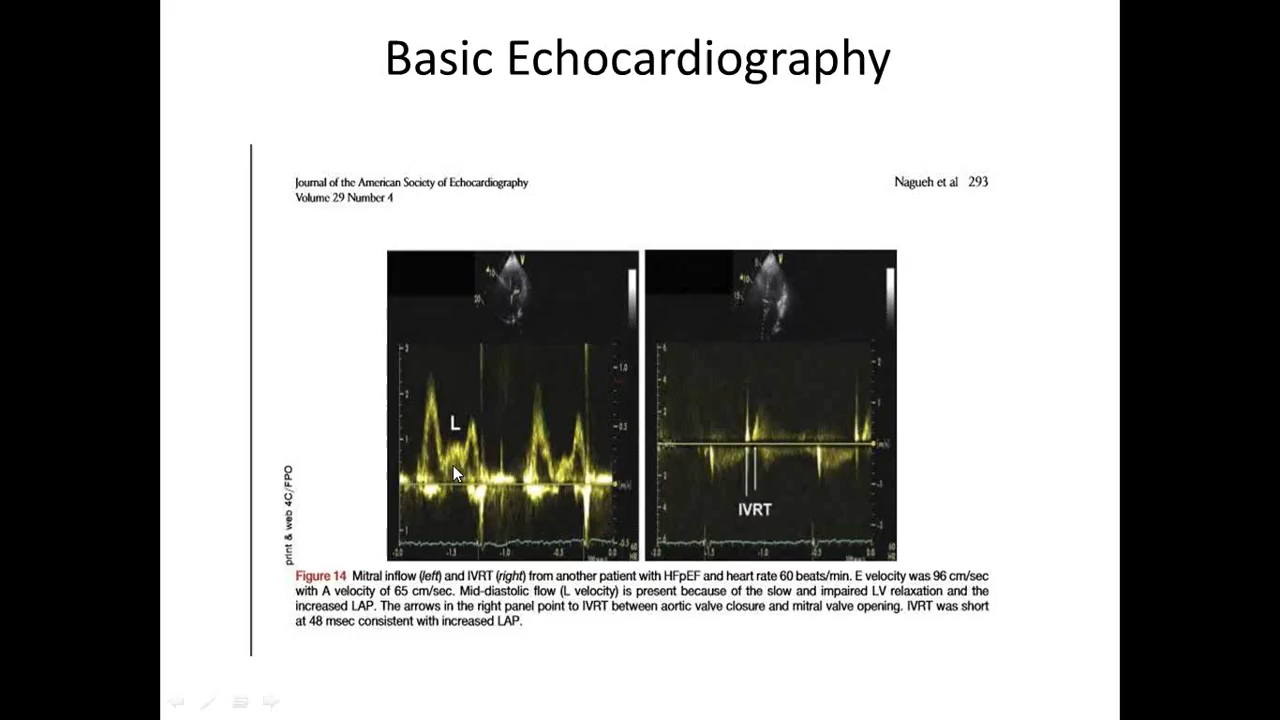 Basic Echocardiography
Journal of the American Society of Echocardiography
Volume 29 Number 4
Nagueh et al 293
L
IVRT
print & web 4C/FPO
Figure 14 Mitral inflow (left) and IVRT (right) from another patient with HFpEF and heart rate 60 beats/min. E velocity was 96 cm/sec
with A velocity of 65 cm/sec. Mid-diastolic flow (L velocity) is present because of the slow and impaired LV relaxation and the
increased LAP. The arrows in the right panel point to IVRT between aortic valve closure and mitral valve opening. IVRT was short
at 48 msec consistent with increased LAP.